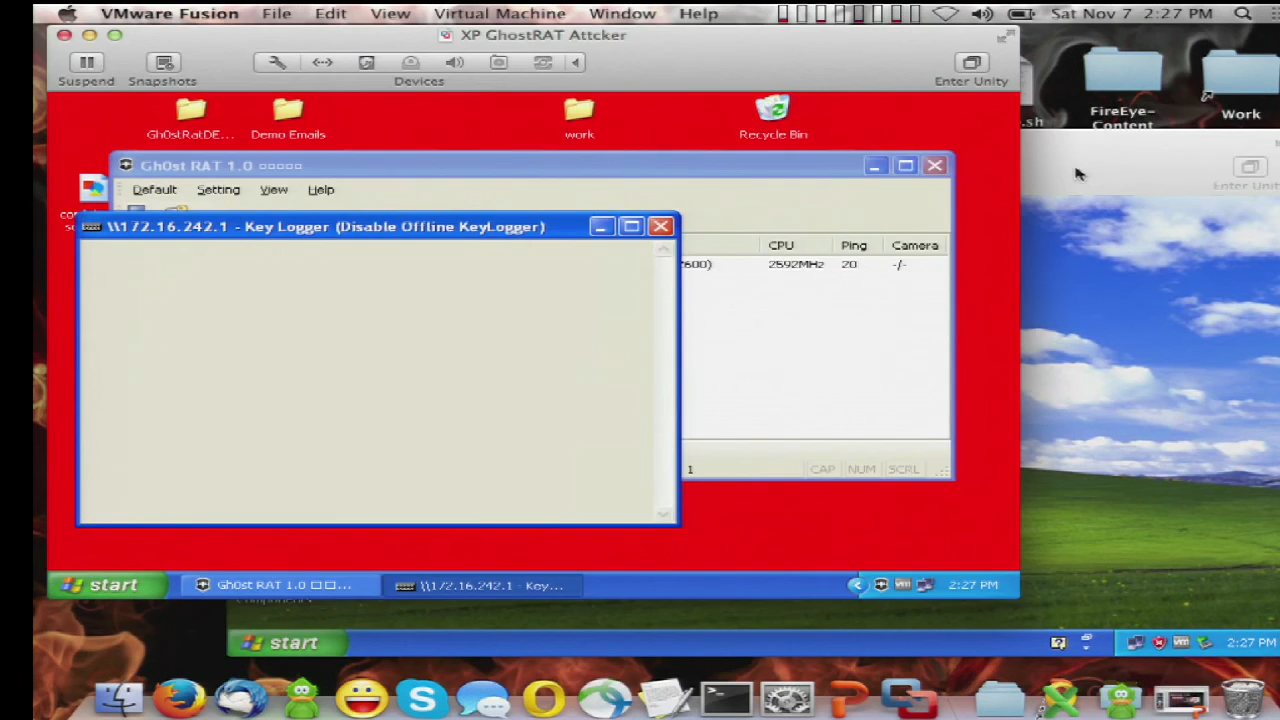 VMware Fusion File Edit View Virtual Machine Window Help Sat Nov 7 2:27 PM
XP GhostRAT Attcker
Suspend Snapshots Devices Enter Unity
.sh FireEye-Content Work
Gh0stRatDE... Demo Emails work Recycle Bin
Enter Unit
Gh0st RAT 1.0 □□□□□
Default Setting View Help
\\172.16.242.1 - Key Logger (Disable Offline KeyLogger)
CPU Ping Camera
600) 2592MHz 20 -/-
1 CAP NUM SCRL
start Gh0st RAT 1.0 □□... \\172.16.242.1 - Key... 2:27 PM
start 2:27 PM